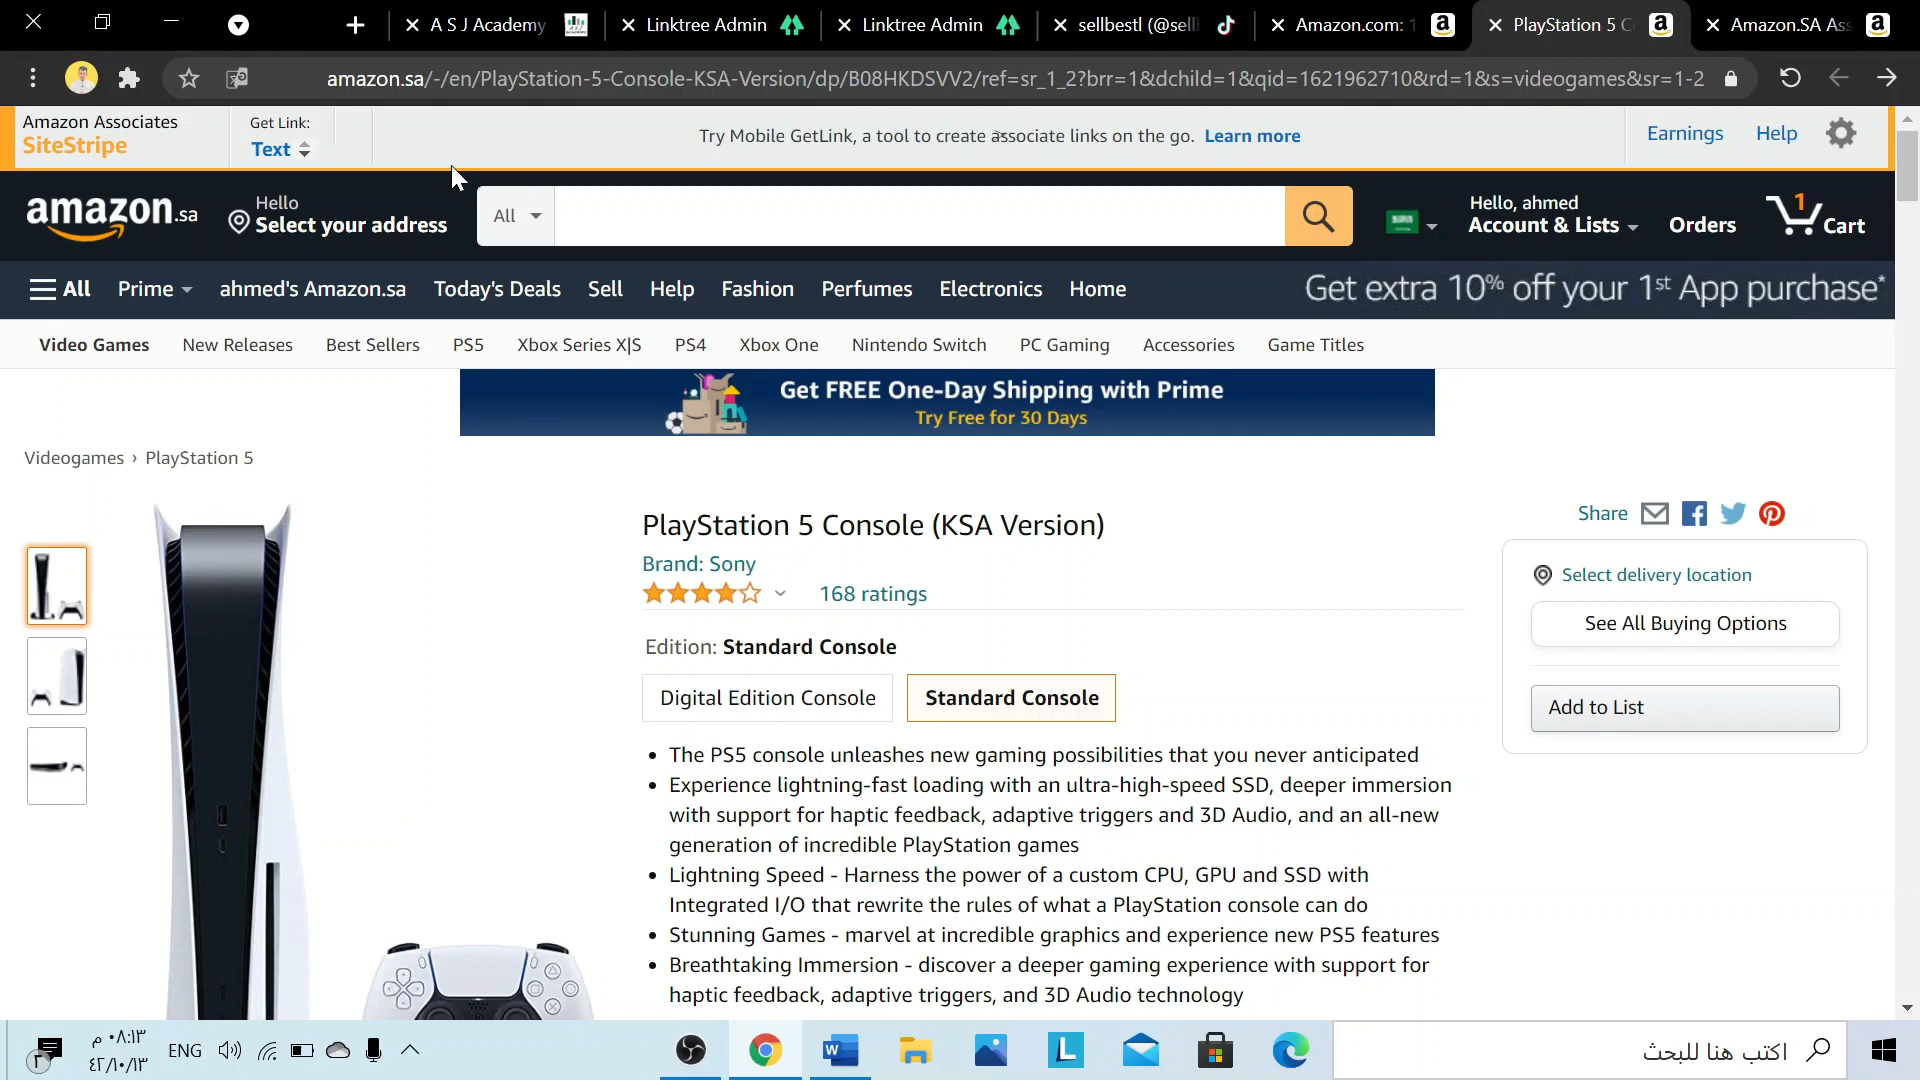 A S J Academy
Linktree Admin
Linktree Admin
sellbestl (@sell
Amazon.com: 1
PlayStation 5 C
Amazon.SA Ass
amazon.sa/-/en/PlayStation-5-Console-KSA-Version/dp/B08HKDSVV2/ref=sr_1_2?brr=1&dchild=1&qid=1621962710&rd=1&s=videogames&sr=1-2
Amazon Associates
SiteStripe
Get Link:
Text
Try Mobile GetLink, a tool to create associate links on the go. Learn more
Earnings
Help
amazon.sa
Hello
Select your address
All
Hello, ahmed
Account & Lists
Orders
1
Cart
All
Prime
ahmed's Amazon.sa
Today's Deals
Sell
Help
Fashion
Perfumes
Electronics
Home
Get extra 10% off your 1st App purchase*
Video Games
New Releases
Best Sellers
PS5
Xbox Series X|S
PS4
Xbox One
Nintendo Switch
PC Gaming
Accessories
Game Titles
Get FREE One-Day Shipping with Prime
Try Free for 30 Days
Videogames › PlayStation 5
PlayStation 5 Console (KSA Version)
Brand: Sony
168 ratings
Edition: Standard Console
Digital Edition Console
Standard Console
• The PS5 console unleashes new gaming possibilities that you never anticipated
• Experience lightning-fast loading with an ultra-high-speed SSD, deeper immersion
with support for haptic feedback, adaptive triggers and 3D Audio, and an all-new
generation of incredible PlayStation games
• Lightning Speed - Harness the power of a custom CPU, GPU and SSD with
Integrated I/O that rewrite the rules of what a PlayStation console can do
• Stunning Games - marvel at incredible graphics and experience new PS5 features
• Breathtaking Immersion - discover a deeper gaming experience with support for
haptic feedback, adaptive triggers, and 3D Audio technology
Share
Select delivery location
See All Buying Options
Add to List
٢
٠٨:١٣ م
٤٢/١٠/١٣
ENG
W
L
اكتب هنا للبحث